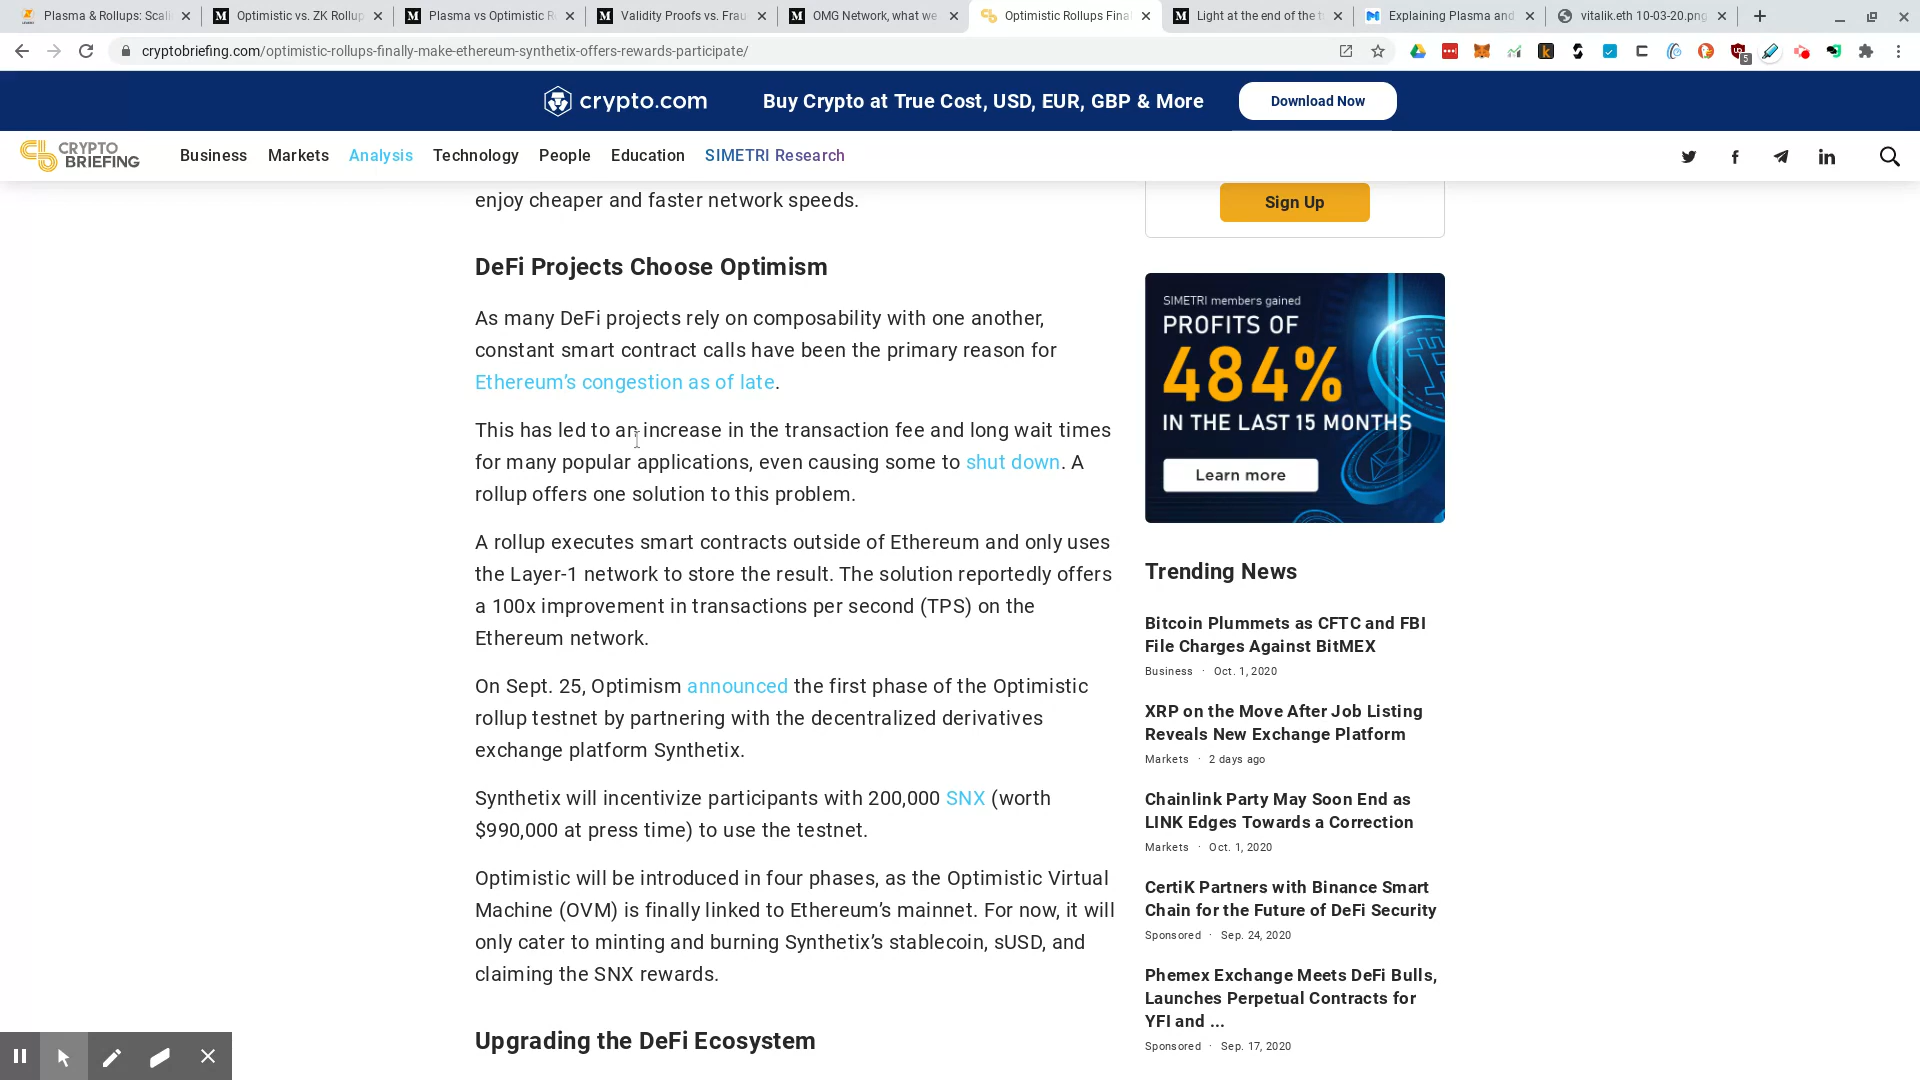 Plasma & Rollups: Scali
Optimistic vs. ZK Rollup
Plasma vs Optimistic R
Validity Proofs vs. Frau
OMG Network, what we
Optimistic Rollups Fina
Light at the end of the t
Explaining Plasma and
vitalik.eth 10-03-20.png
cryptobriefing.com/optimistic-rollups-finally-make-ethereum-synthetix-offers-rewards-participate/
5
crypto.com
Buy Crypto at True Cost, USD, EUR, GBP & More
Download Now
CRYPTO
BRIEFING
Business
Markets
Analysis
Technology
People
Education
SIMETRI Research
enjoy cheaper and faster network speeds.
DeFi Projects Choose Optimism
As many DeFi projects rely on composability with one another,
constant smart contract calls have been the primary reason for
Ethereum’s congestion as of late.
This has led to an increase in the transaction fee and long wait times
for many popular applications, even causing some to shut down. A
rollup offers one solution to this problem.
A rollup executes smart contracts outside of Ethereum and only uses
the Layer-1 network to store the result. The solution reportedly offers
a 100x improvement in transactions per second (TPS) on the
Ethereum network.
On Sept. 25, Optimism announced the first phase of the Optimistic
rollup testnet by partnering with the decentralized derivatives
exchange platform Synthetix.
Synthetix will incentivize participants with 200,000 SNX (worth
$990,000 at press time) to use the testnet.
Optimistic will be introduced in four phases, as the Optimistic Virtual
Machine (OVM) is finally linked to Ethereum’s mainnet. For now, it will
only cater to minting and burning Synthetix’s stablecoin, sUSD, and
claiming the SNX rewards.
Upgrading the DeFi Ecosystem
Sign Up
SIMETRI members gained
PROFITS OF
484%
IN THE LAST 15 MONTHS
Learn more
Trending News
Bitcoin Plummets as CFTC and FBI
File Charges Against BitMEX
Business · Oct. 1, 2020
XRP on the Move After Job Listing
Reveals New Exchange Platform
Markets · 2 days ago
Chainlink Party May Soon End as
LINK Edges Towards a Correction
Markets · Oct. 1, 2020
CertiK Partners with Binance Smart
Chain for the Future of DeFi Security
Sponsored · Sep. 24, 2020
Phemex Exchange Meets DeFi Bulls,
Launches Perpetual Contracts for
YFI and ...
Sponsored · Sep. 17, 2020